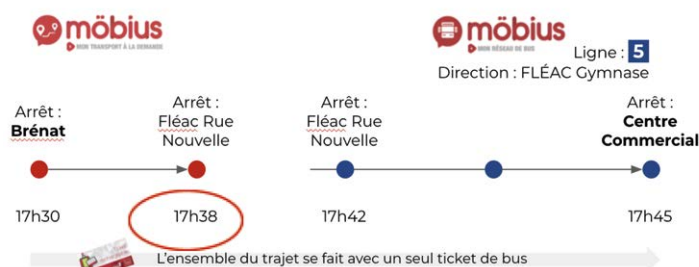 möbius
MON TRANSPORT À LA DEMANDE
möbius
MON RÉSEAU DE BUS
Ligne : 5
Direction : FLÉAC Gymnase
Arrêt :
Brénat
Arrêt :
Fléac Rue
Nouvelle
Arrêt :
Fléac Rue
Nouvelle
Arrêt :
Centre
Commercial
17h30
17h38
17h42
17h45
L'ensemble du trajet se fait avec un seul ticket de bus